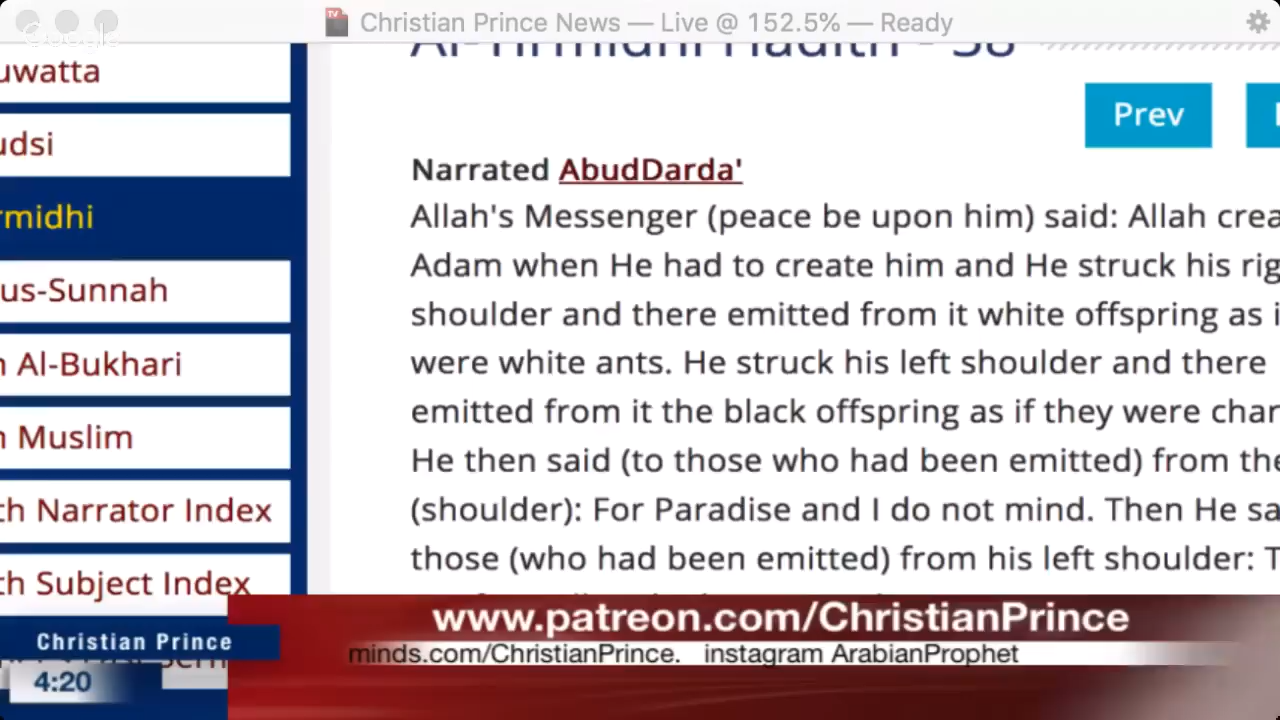 Christian Prince News — Live @ 152.5% — Ready
Google
Al-Tirmidhi Hadith - 38
uwatta
udsi
rmidhi
us-Sunnah
Al-Bukhari
Muslim
th Narrator Index
th Subject Index
Prev
Narrated AbudDarda'
Allah's Messenger (peace be upon him) said: Allah crea
Adam when He had to create him and He struck his rig
shoulder and there emitted from it white offspring as i
were white ants. He struck his left shoulder and there
emitted from it the black offspring as if they were char
He then said (to those who had been emitted) from the
(shoulder): For Paradise and I do not mind. Then He sa
those (who had been emitted) from his left shoulder: T
www.patreon.com/ChristianPrince
minds.com/ChristianPrince. instagram ArabianProphet
Christian Prince
4:20